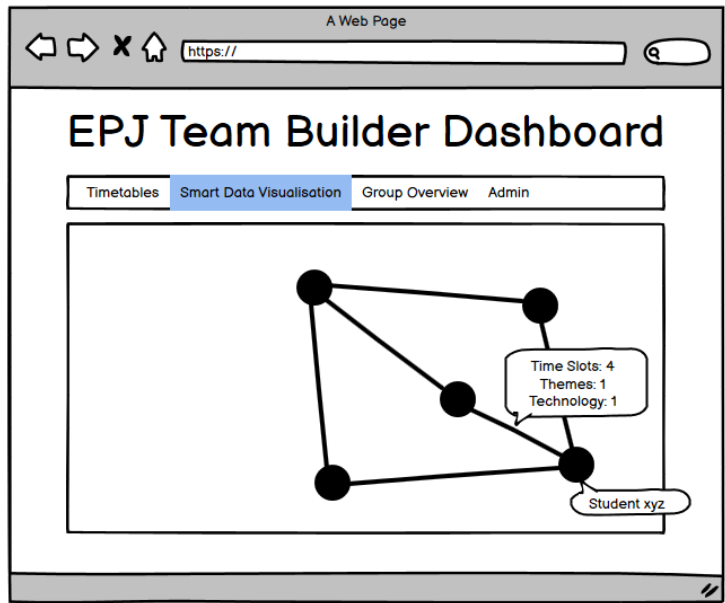 A Web Page
https://
EPJ Team Builder Dashboard
Timetables Smart Data Visualisation Group Overview Admin
Time Slots: 4
Themes: 1
Technology: 1
Student xyz